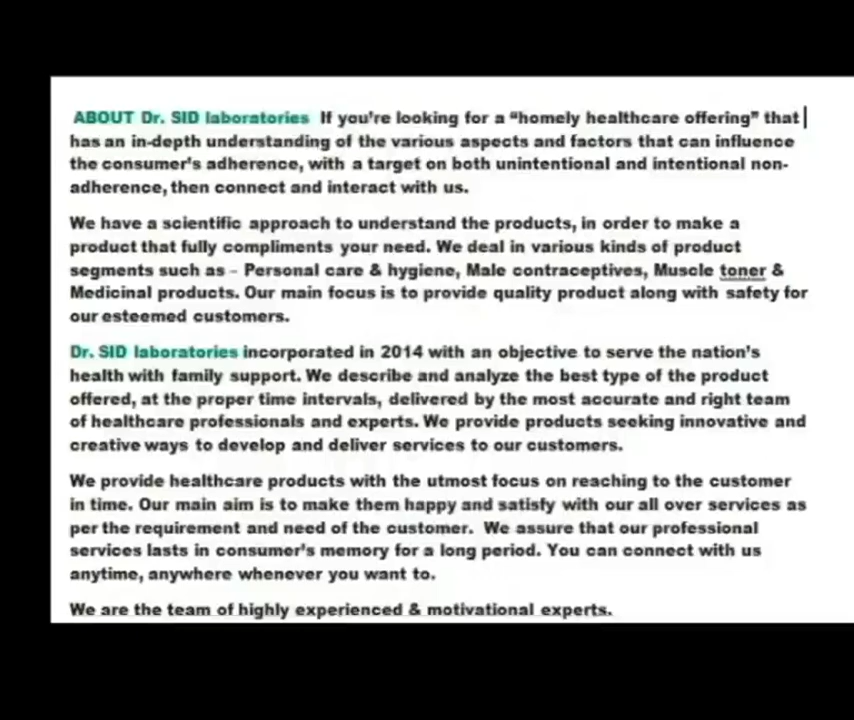 ABOUT Dr. SID laboratories If you're looking for a "homely healthcare offering" that
has an in-depth understanding of the various aspects and factors that can influence
the consumer's adherence, with a target on both unintentional and intentional non-
adherence, then connect and interact with us.
We have a scientific approach to understand the products, in order to make a
product that fully compliments your need. We deal in various kinds of product
segments such as - Personal care & hygiene, Male contraceptives, Muscle toner &
Medicinal products. Our main focus is to provide quality product along with safety for
our esteemed customers.
Dr. SID laboratories incorporated in 2014 with an objective to serve the nation's
health with family support. We describe and analyze the best type of the product
offered, at the proper time intervals, delivered by the most accurate and right team
of healthcare professionals and experts. We provide products seeking innovative and
creative ways to develop and deliver services to our customers.
We provide healthcare products with the utmost focus on reaching to the customer
in time. Our main aim is to make them happy and satisfy with our all over services as
per the requirement and need of the customer. We assure that our professional
services lasts in consumer's memory for a long period. You can connect with us
anytime, anywhere whenever you want to.
We are the team of highly experienced & motivational experts.